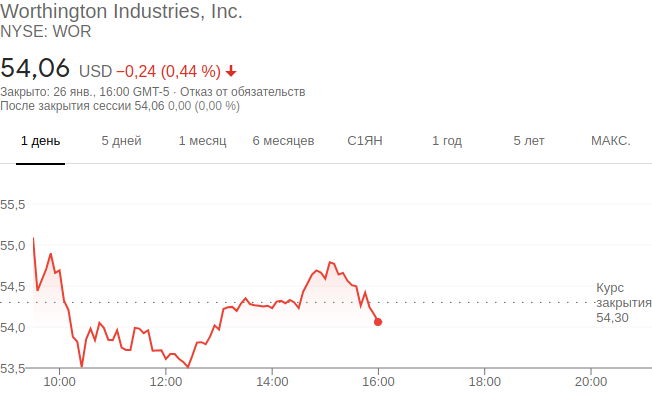 Worthington Industries, Inc.
NYSE: WOR
54,06 USD −0,24 (0,44 %)
Закрыто: 26 янв., 16:00 GMT-5 · Отказ от обязательств
После закрытия сессии 54,06 0,00 (0,00 %)
1 день 5 дней 1 месяц 6 месяцев С1ЯН 1 год 5 лет МАКС.
55,5
55,0
54,5
54,0
53,5
Курс
закрытия
54,30
10:00 12:00 14:00 16:00 18:00 20:00